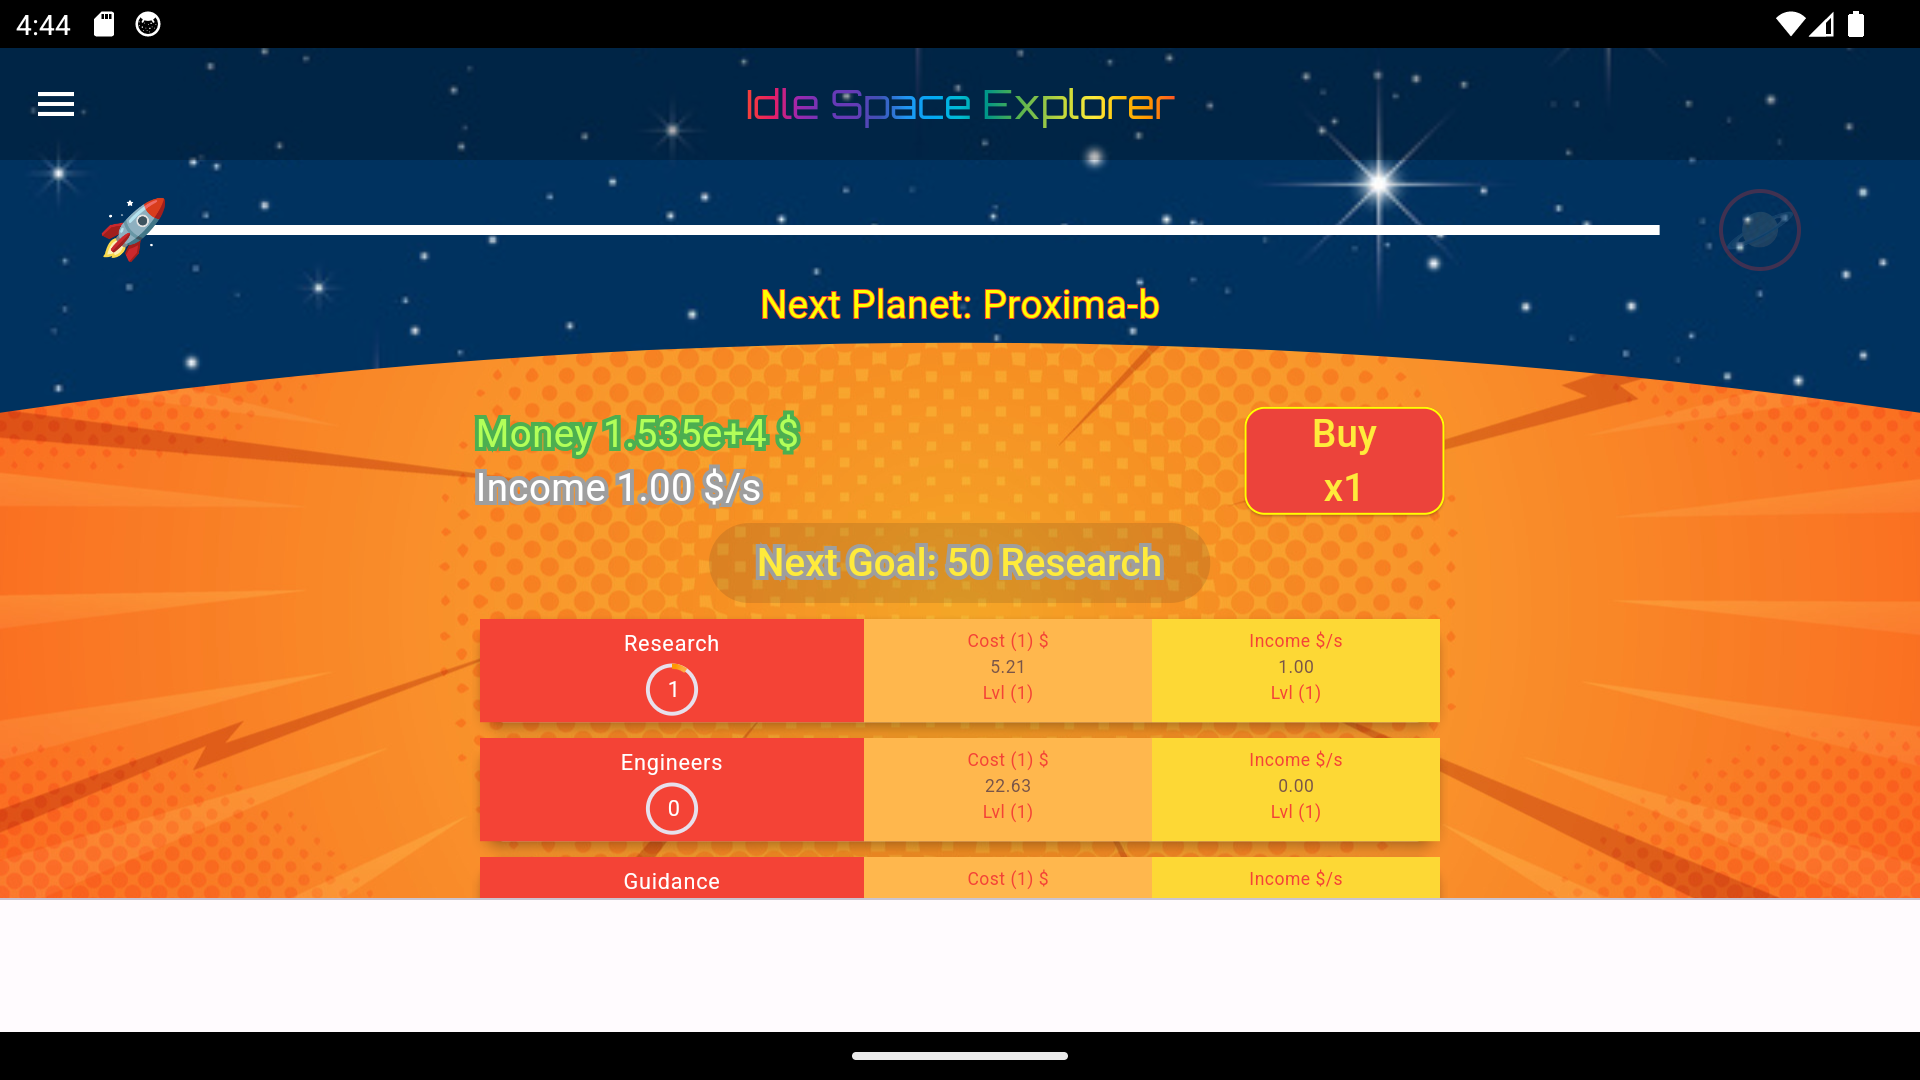 4:44
Idle Space Explorer
Next Planet: Proxima-b
Money 1.535e+4 $
Income 1.00 $/s
Buy
x1
Next Goal: 50 Research
Research
1
Cost (1) $
5.21
Lvl (1)
Income $/s
1.00
Lvl (1)
Engineers
0
Cost (1) $
22.63
Lvl (1)
Income $/s
0.00
Lvl (1)
Guidance
Cost (1) $
Income $/s